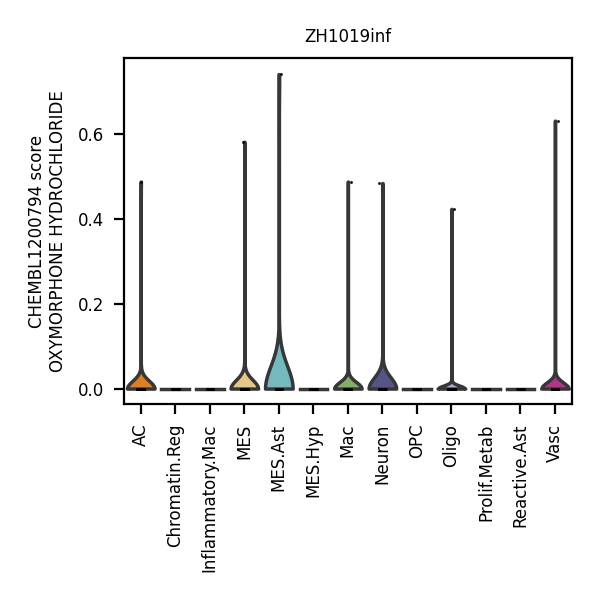 ZH1019inf
CHEMBL1200794 score
OXYMORPHONE HYDROCHLORIDE
0.6
0.4
0.2
0.0
AC
Chromatin.Reg
Inflammatory.Mac
MES
MES.Ast
MES.Hyp
Mac
Neuron
OPC
Oligo
Prolif.Metab
Reactive.Ast
Vasc